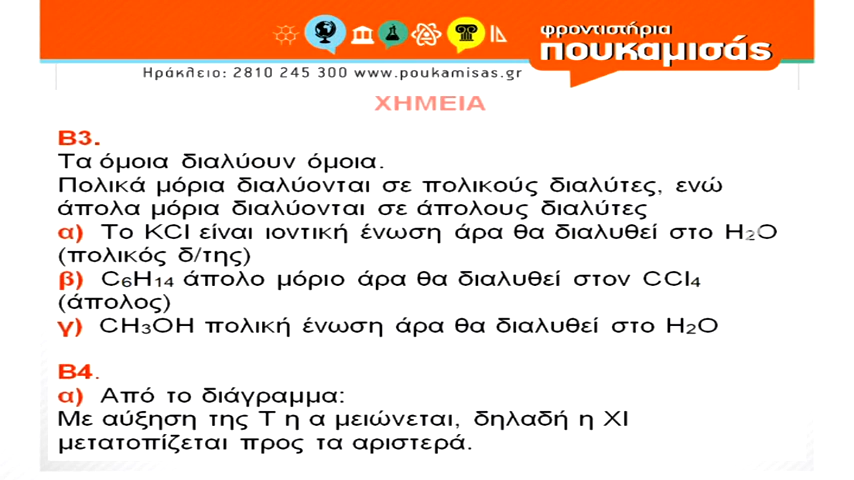 φροντιστήρια
πουκαμισάς
Ηράκλειο: 2810 245 300 www.poukamisas.gr
ΧΗΜΕΙΑ
Β3.
Τα όμοια διαλύουν όμοια.
Πολικά μόρια διαλύονται σε πολικούς διαλύτες, ενώ
άπολα μόρια διαλύονται σε άπολους διαλύτες
α) Το KCl είναι ιοντική ένωση άρα θα διαλυθεί στο H₂O
(πολικός δ/της)
β) C₆H₁₄ άπολο μόριο άρα θα διαλυθεί στον CCl₄
(άπολος)
γ) CH₃OH πολική ένωση άρα θα διαλυθεί στο H₂O
Β4.
α) Από το διάγραμμα:
Με αύξηση της Τ η α μειώνεται, δηλαδή η ΧΙ
μετατοπίζεται προς τα αριστερά.